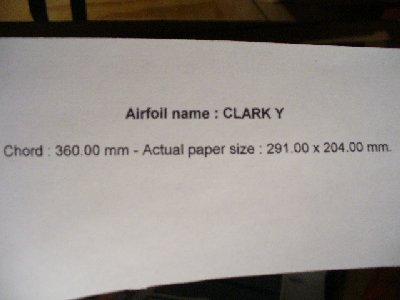 Airfoil name : CLARK Y
Chord : 360.00 mm - Actual paper size : 291.00 x 204.00 mm.